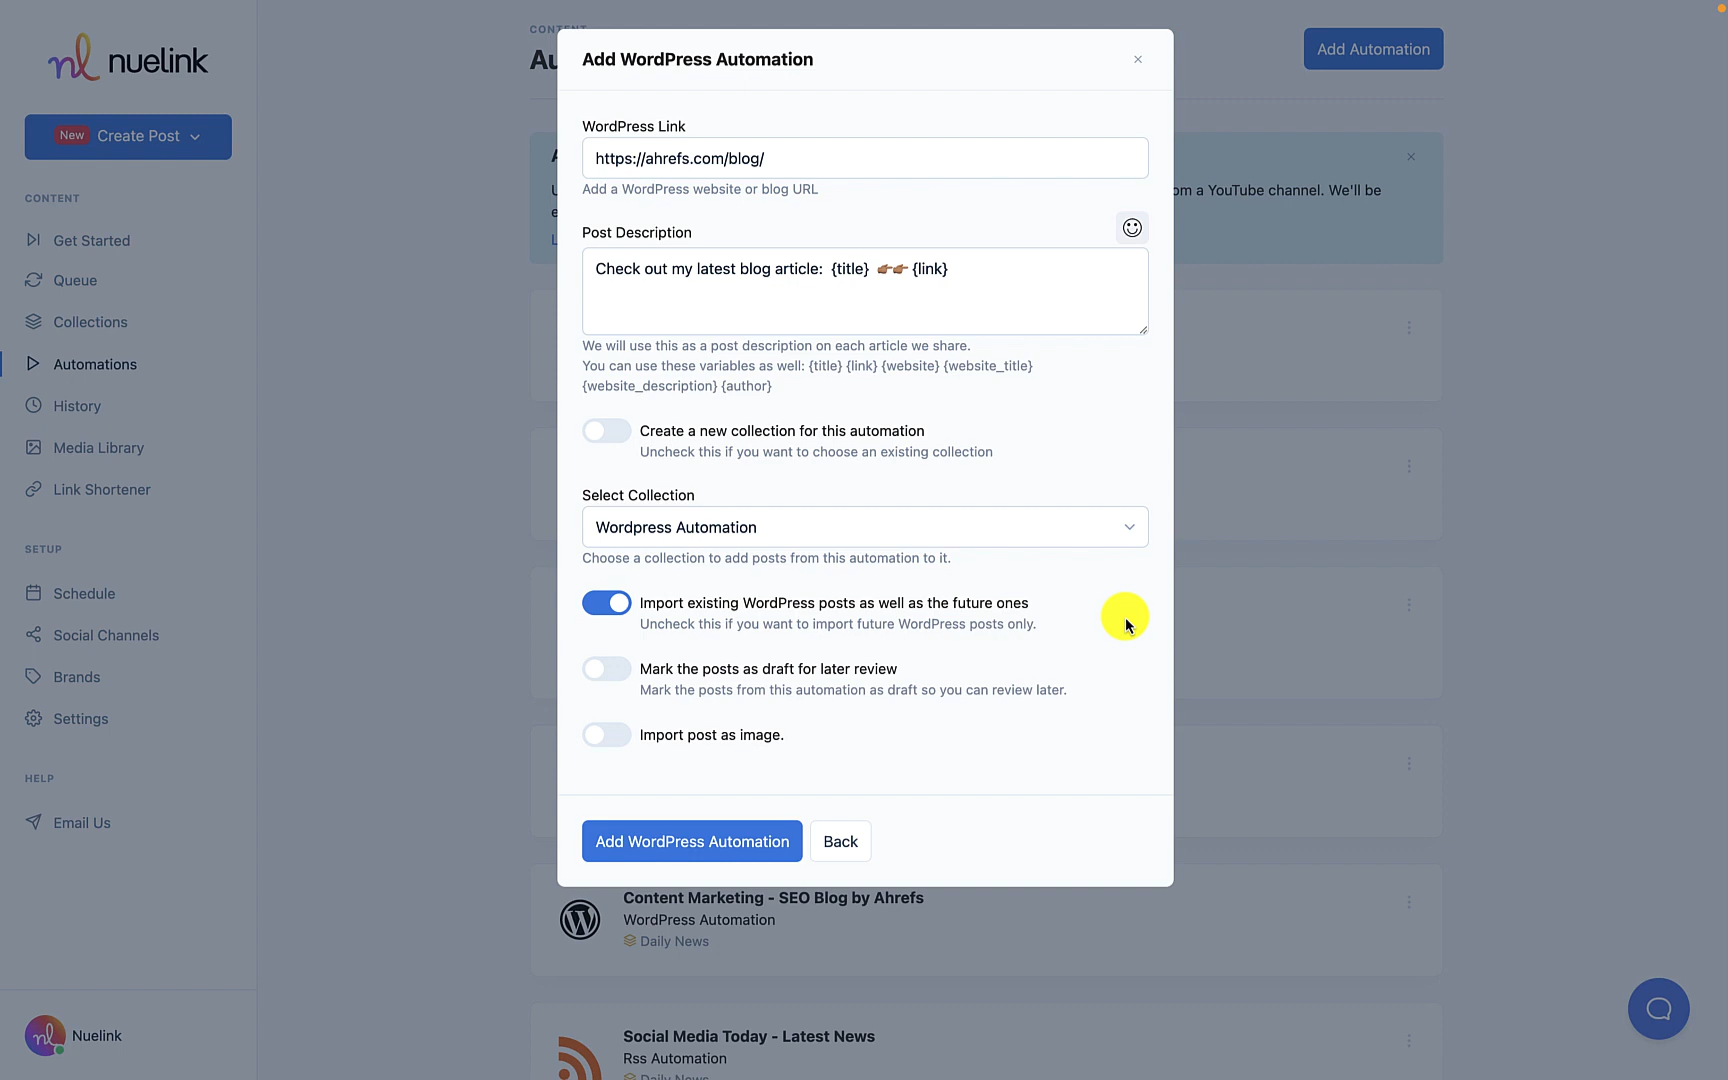 nuelink
New Create Post
CONTENT
Get Started
Queue
Collections
Automations
History
Media Library
Link Shortener
SETUP
Schedule
Social Channels
Brands
Settings
HELP
Email Us
Nuelink
CONTENT
Au
Add Automation
om a YouTube channel. We'll be
Add WordPress Automation
WordPress Link
https://ahrefs.com/blog/
Add a WordPress website or blog URL
Post Description
Check out my latest blog article: {title} 👉🏽👉🏽 {link}
We will use this as a post description on each article we share.
You can use these variables as well: {title} {link} {website} {website_title}
{website_description} {author}
Create a new collection for this automation
Uncheck this if you want to choose an existing collection
Select Collection
Wordpress Automation
Choose a collection to add posts from this automation to it.
Import existing WordPress posts as well as the future ones
Uncheck this if you want to import future WordPress posts only.
Mark the posts as draft for later review
Mark the posts from this automation as draft so you can review later.
Import post as image.
Add WordPress Automation
Back
Content Marketing - SEO Blog by Ahrefs
WordPress Automation
Daily News
Social Media Today - Latest News
Rss Automation
Daily News